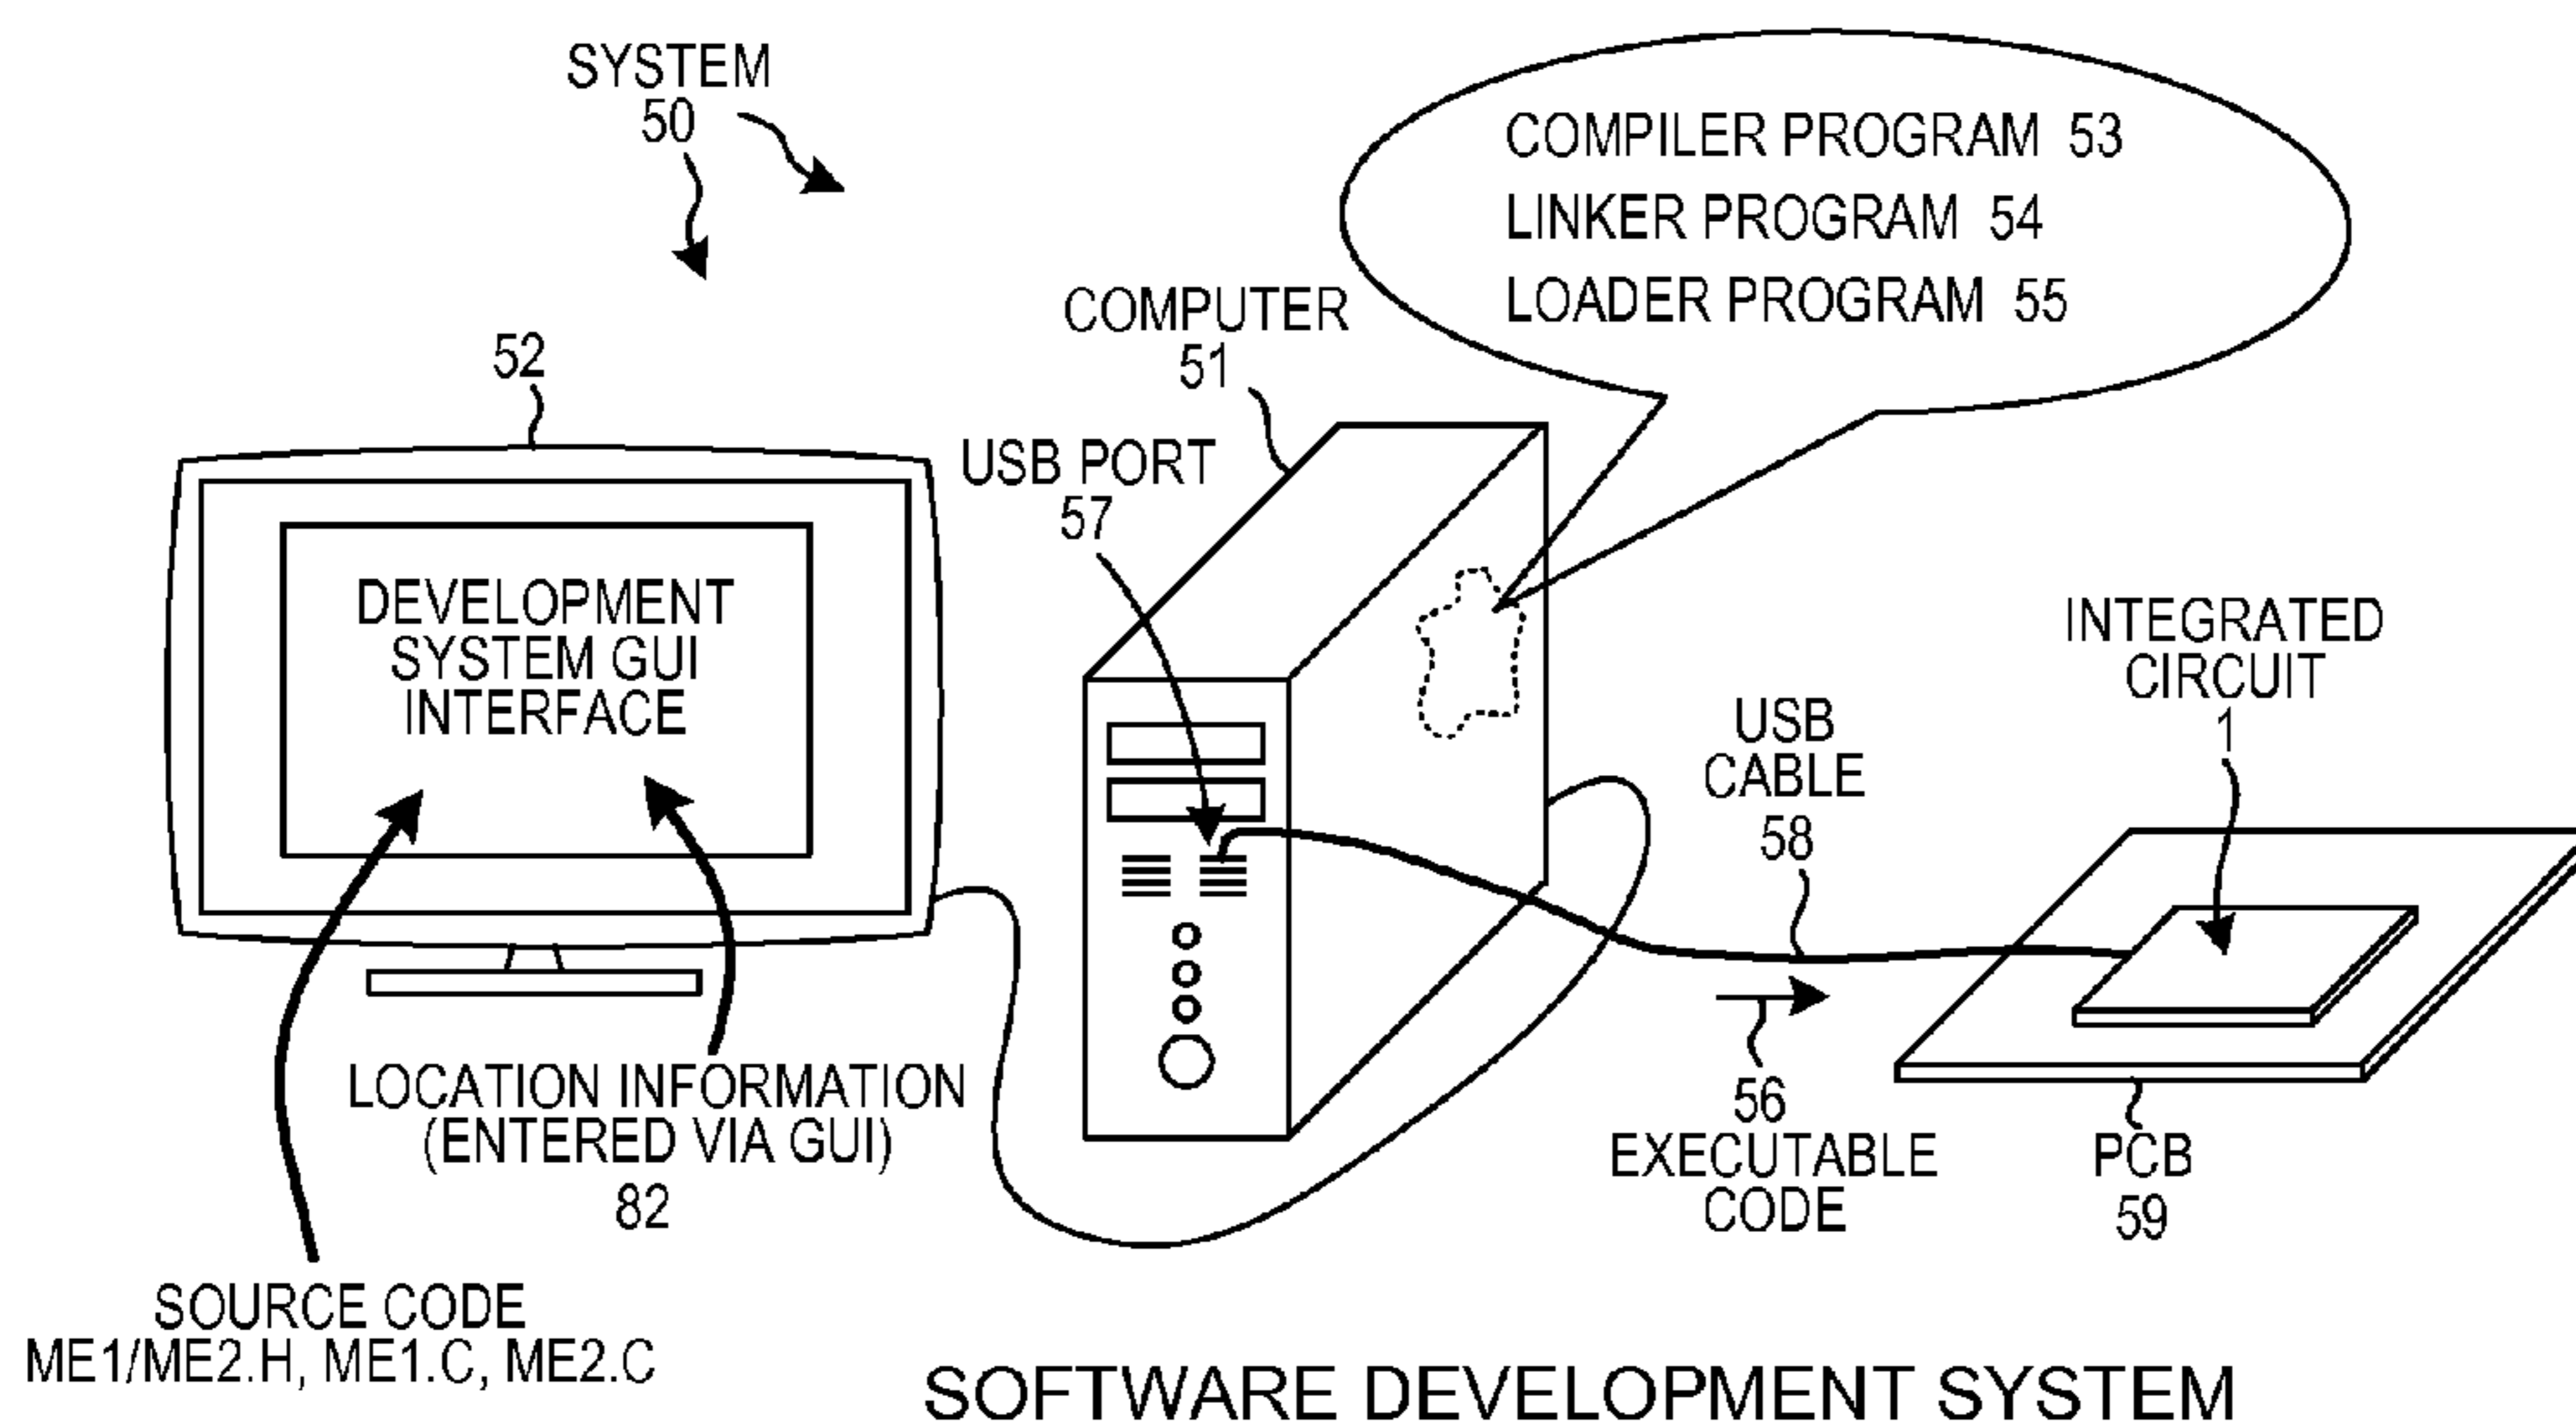 SYSTEM
50
COMPILER PROGRAM 53
LINKER PROGRAM 54
LOADER PROGRAM 55
COMPUTER
51
52
USB PORT
57
DEVELOPMENT
SYSTEM GUI
INTERFACE
INTEGRATED
CIRCUIT
1
USB
CABLE
58
LOCATION INFORMATION
(ENTERED VIA GUI)
82
56
EXECUTABLE
CODE
PCB
59
SOURCE CODE
ME1/ME2.H, ME1.C, ME2.C
SOFTWARE DEVELOPMENT SYSTEM